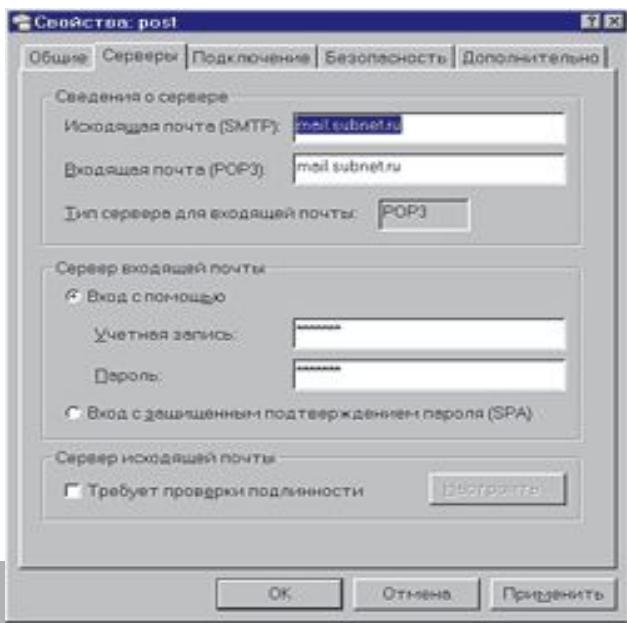 Свойства: post
Общие Серверы Подключение Безопасность Дополнительно
Сведения о сервере
Исходящая почта (SMTP): mail.subnet.ru
Входящая почта (POP3): mail.subnet.ru
Тип сервера для входящей почты: POP3
Сервер входящей почты
Вход с помощью
Учетная запись: *******
Пароль: *******
Вход с защищенным подтверждением пароля (SPA)
Сервер исходящей почты
Требует проверки подлинности
OK Отмена Применить